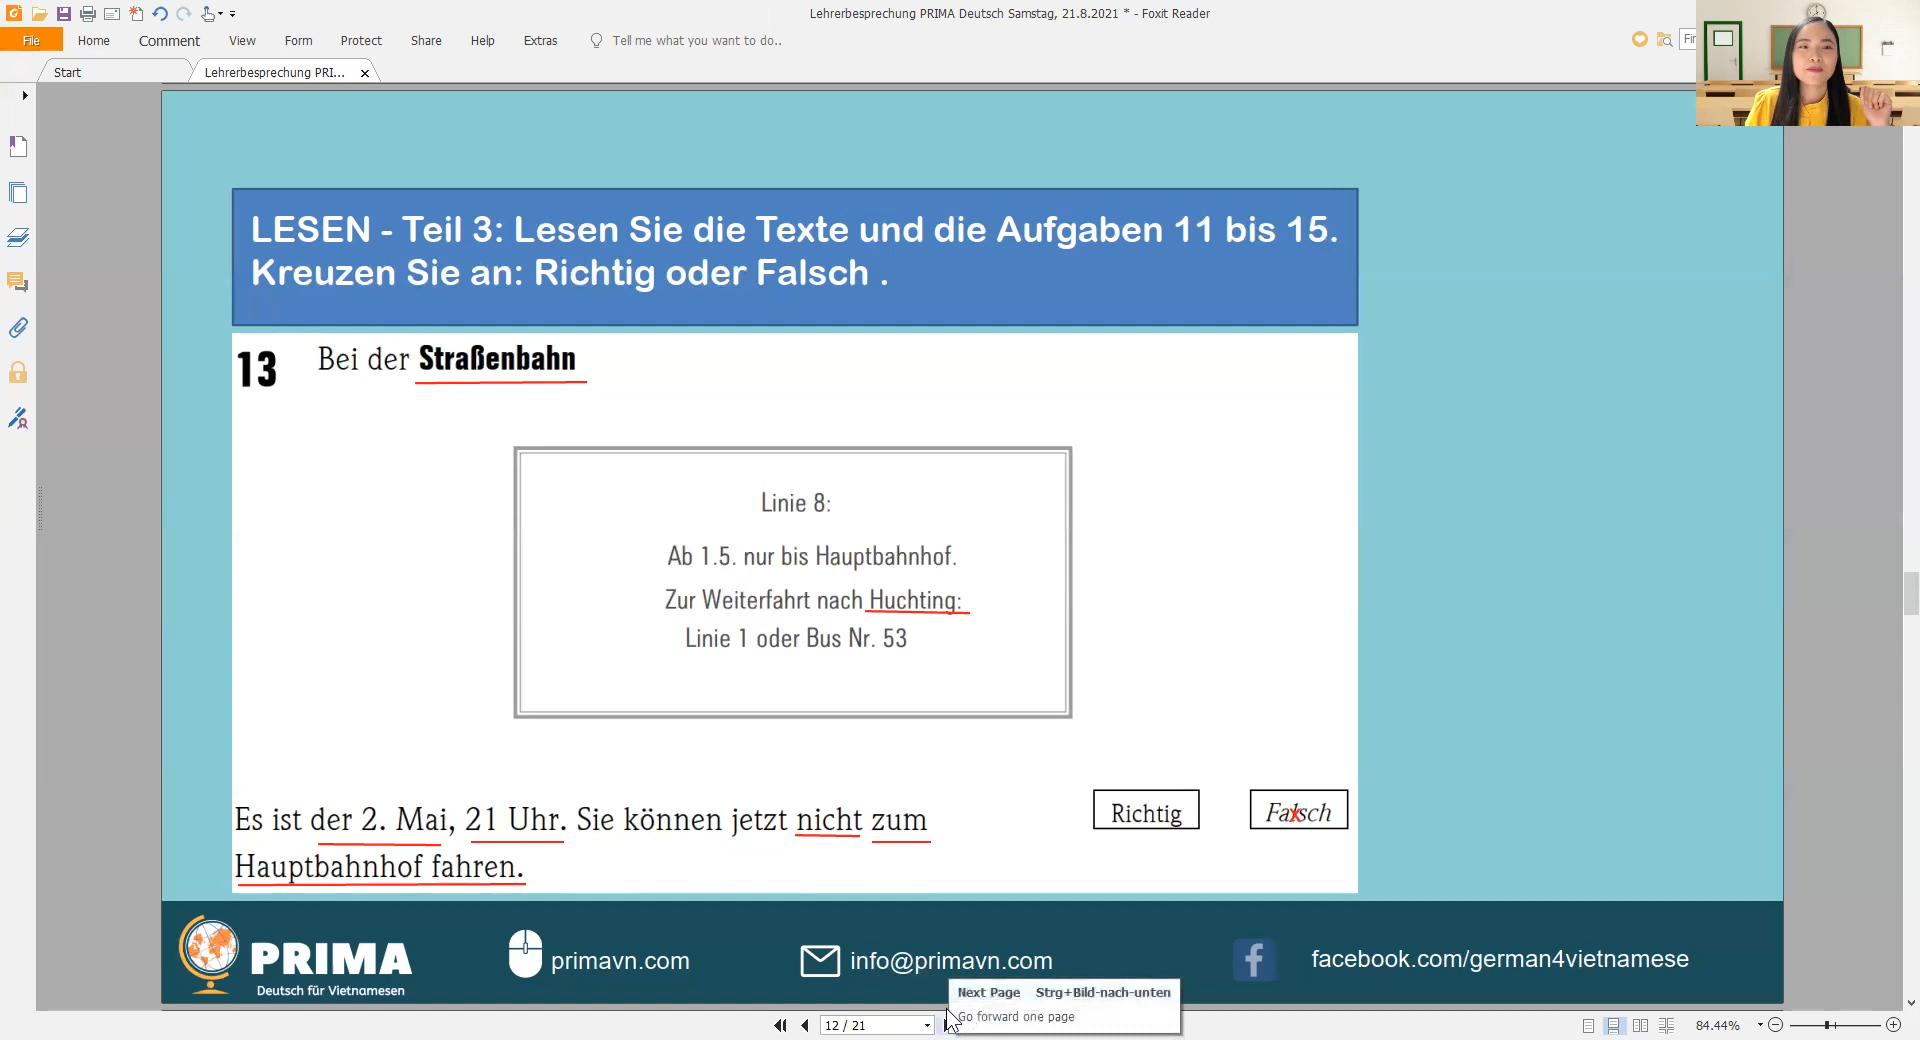 Lehrerbesprechung PRIMA Deutsch Samstag, 21.8.2021 * - Foxit Reader
File Home Comment View Form Protect Share Help Extras Tell me what you want to do..
Start Lehrerbesprechung PRI...
LESEN - Teil 3: Lesen Sie die Texte und die Aufgaben 11 bis 15.
Kreuzen Sie an: Richtig oder Falsch .
13 Bei der Straßenbahn
Linie 8:
Ab 1.5. nur bis Hauptbahnhof.
Zur Weiterfahrt nach Huchting:
Linie 1 oder Bus Nr. 53
Es ist der 2. Mai, 21 Uhr. Sie können jetzt nicht zum
Hauptbahnhof fahren.
Richtig Falsch
PRIMA
Deutsch für Vietnamesen
primavn.com
info@primavn.com
facebook.com/german4vietnamese
Next Page Strg+Bild-nach-unten
Go forward one page
12 / 21
84.44%